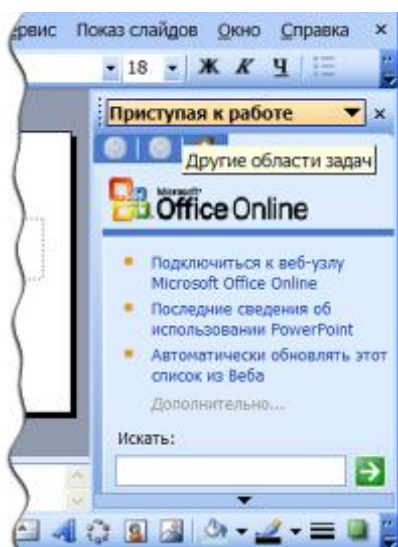 Показ слайдов Окно Справка ×
18 Ж К Ч
Приступая к работе ×
Другие области задач
Microsoft
Office Online
Подключиться к веб-узлу
Microsoft Office Online
Последние сведения об
использовании PowerPoint
Автоматически обновлять этот
список из Веба
Дополнительно...
Искать: